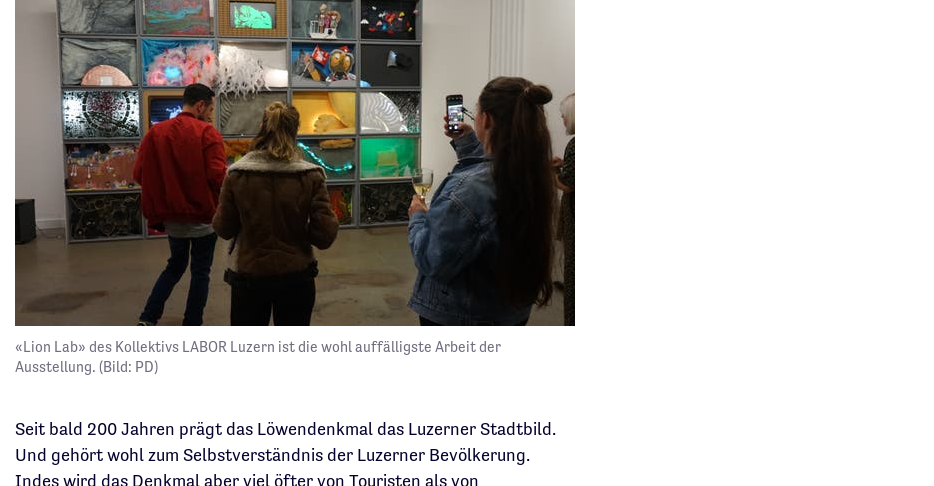 «Lion Lab» des Kollektivs LABOR Luzern ist die wohl auffälligste Arbeit der
Ausstellung. (Bild: PD)
Seit bald 200 Jahren prägt das Löwendenkmal das Luzerner Stadtbild.
Und gehört wohl zum Selbstverständnis der Luzerner Bevölkerung.
Indes wird das Denkmal aber viel öfter von Touristen als von